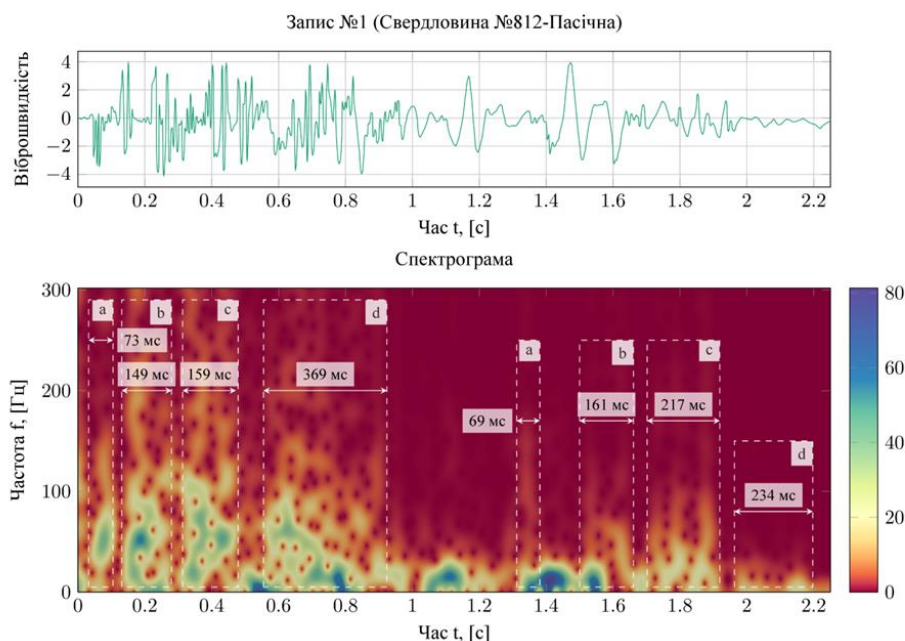 Запис №1 (Свердловина №812-Пасічна)
Віброшвидкість
4
2
0
−2
−4
0 0.2 0.4 0.6 0.8 1 1.2 1.4 1.6 1.8 2 2.2
Час t, [с]
Спектрограма
Частота f, [Гц]
300
200
100
0
a b c d a b c d
73 мс
149 мс 159 мс 369 мс 69 мс 161 мс 217 мс
234 мс
0 0.2 0.4 0.6 0.8 1 1.2 1.4 1.6 1.8 2 2.2
Час t, [с]
80
60
40
20
0